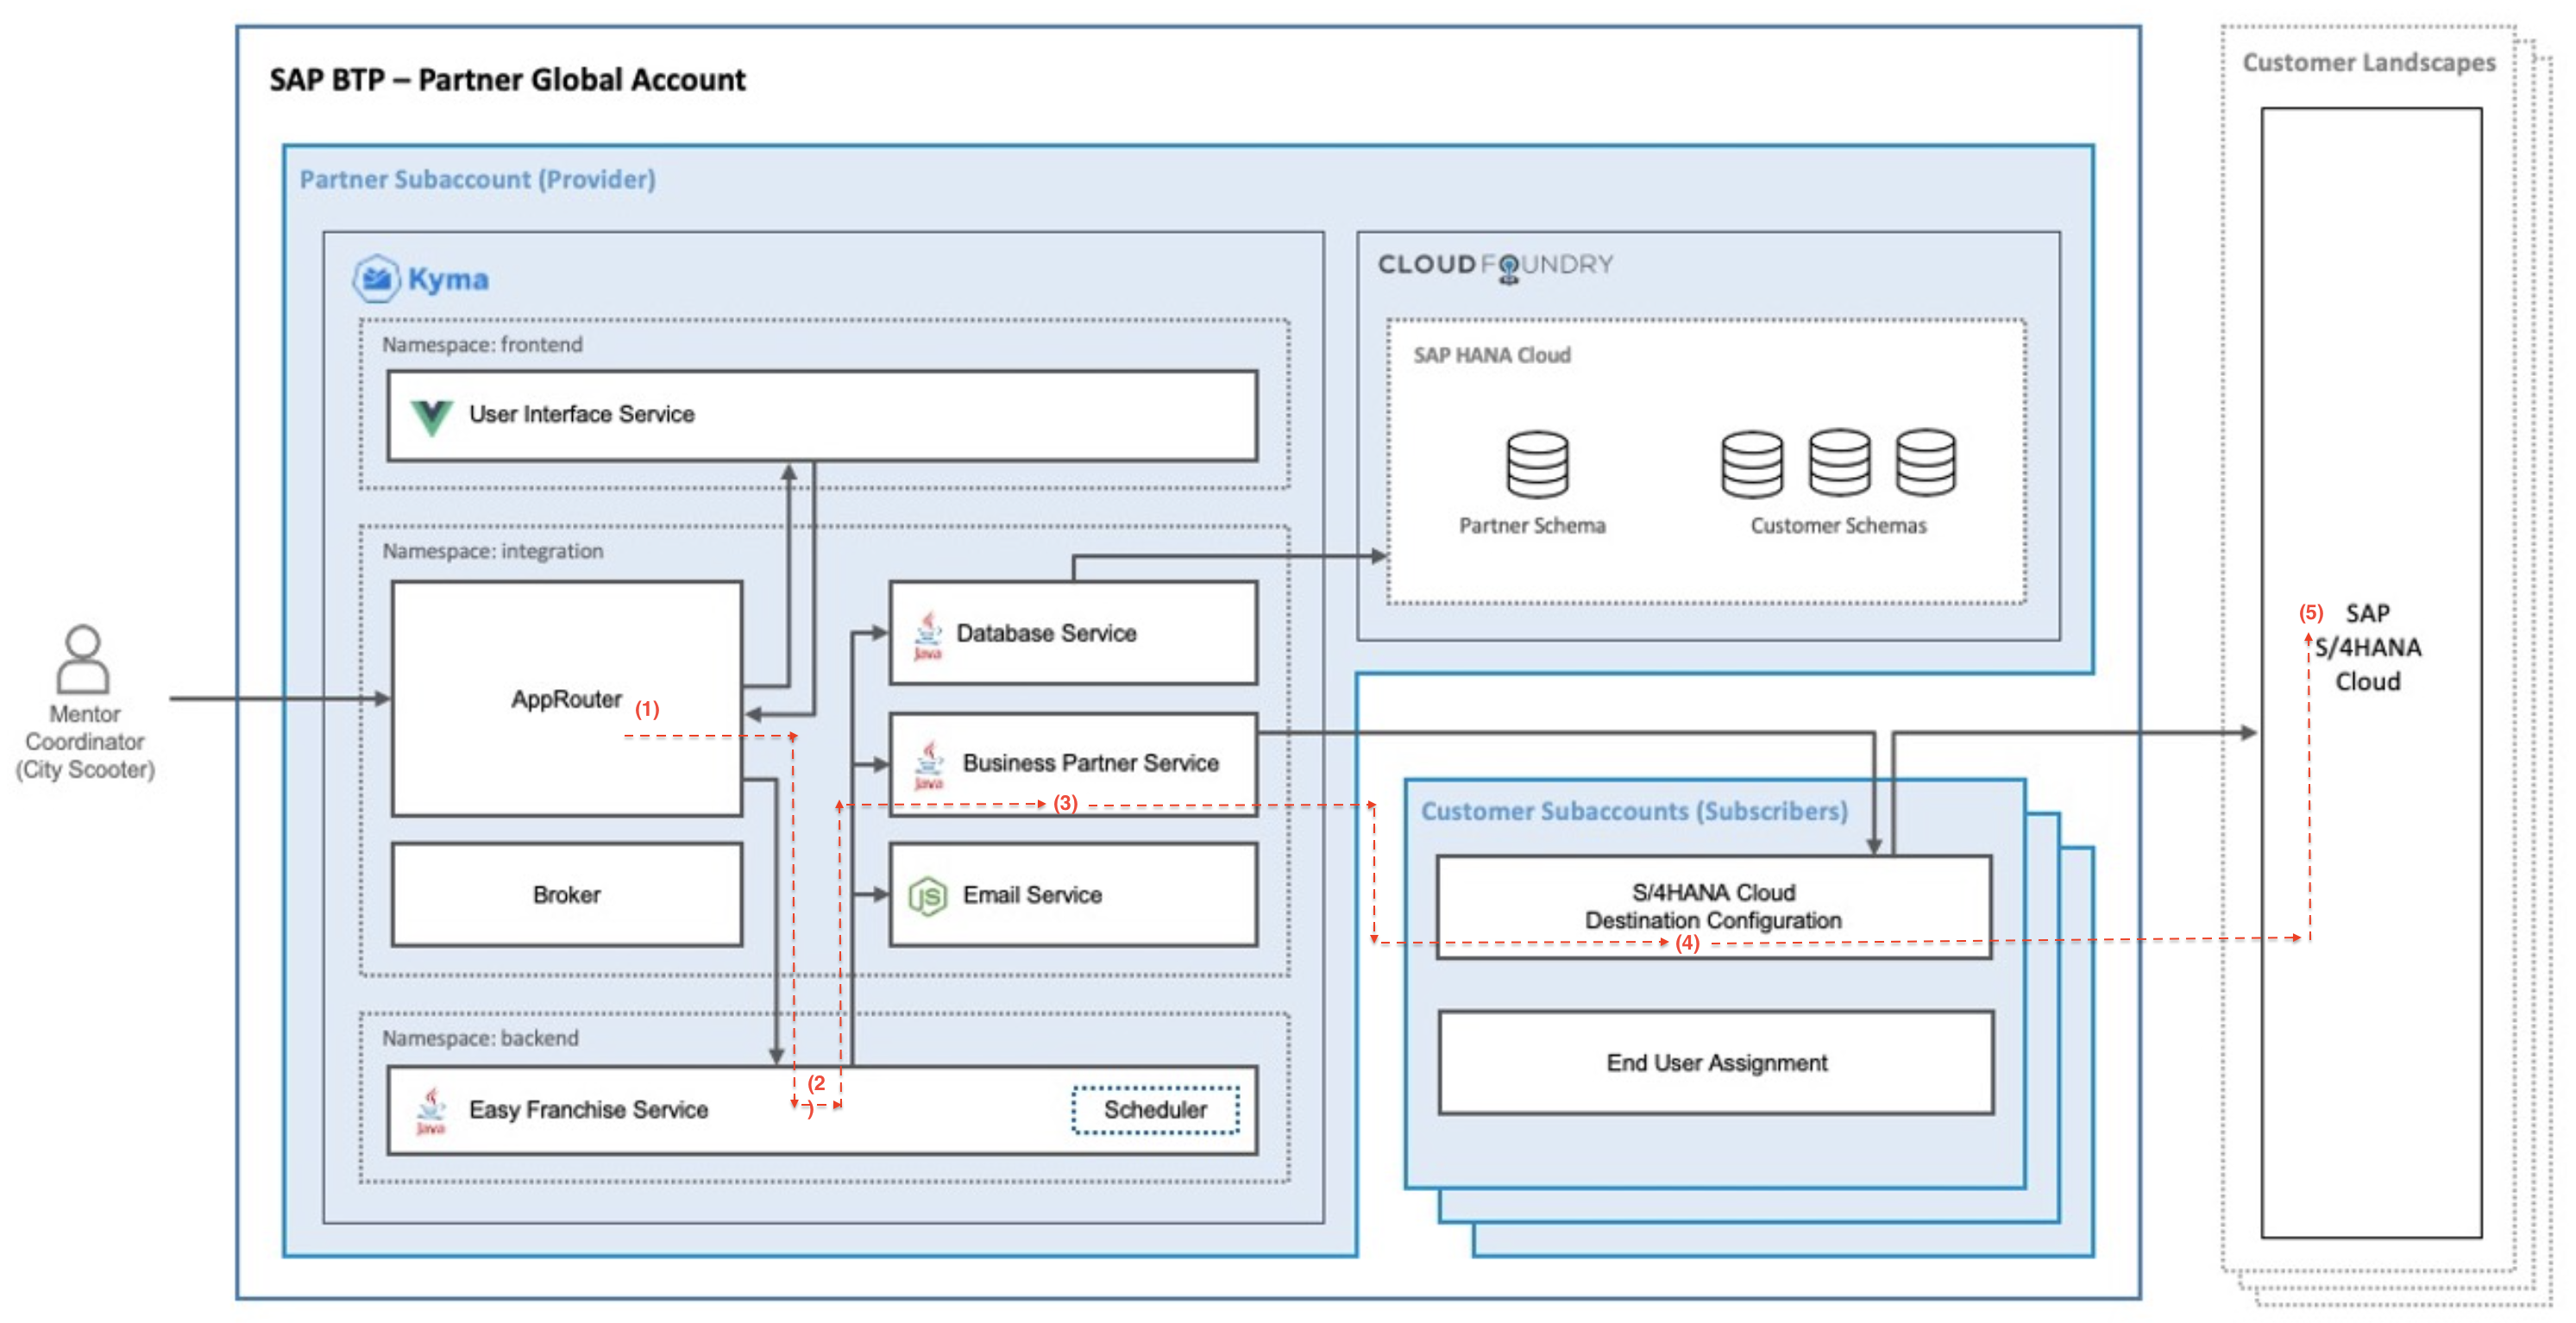 SAP BTP – Partner Global Account
Customer Landscapes
Partner Subaccount (Provider)
Kyma
CLOUD FOUNDRY
Namespace: frontend
User Interface Service
SAP HANA Cloud
Partner Schema
Customer Schemas
Namespace: integration
AppRouter
(1)
Broker
Java
Database Service
Java
Business Partner Service
(3)
JS
Email Service
Mentor
Coordinator
(City Scooter)
(5)
SAP
S/4HANA
Cloud
Customer Subaccounts (Subscribers)
S/4HANA Cloud
Destination Configuration
(4)
End User Assignment
Namespace: backend
Java
Easy Franchise Service
(2
)
Scheduler